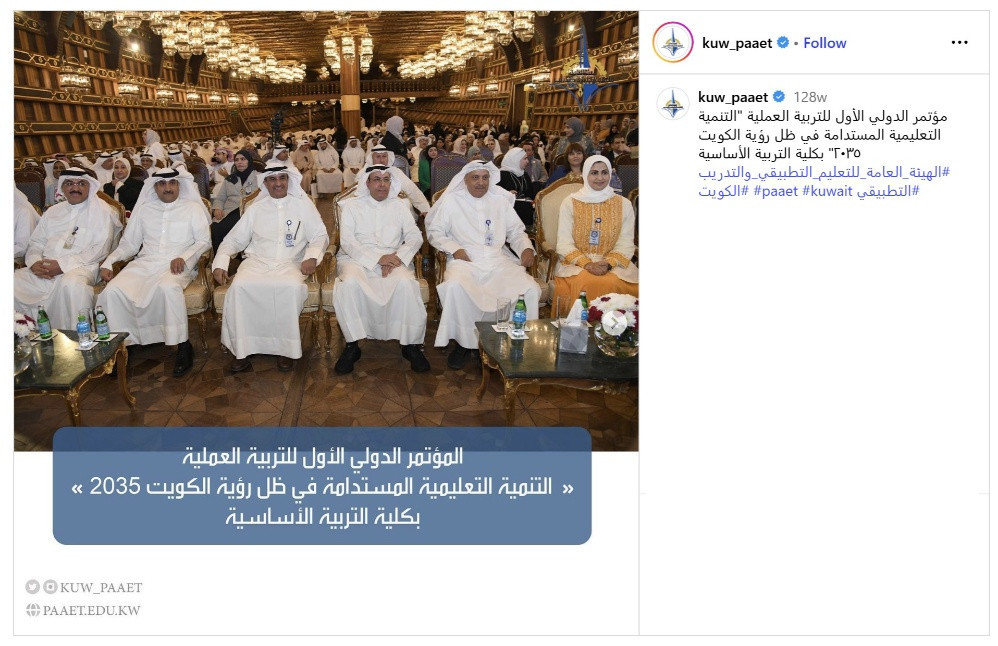 المؤتمر الدولي الأول للتربية العملية
« التنمية التعليمية المستدامة في ظل رؤية الكويت 2035 »
بكلية التربية الأساسية
KUW_PAAET
PAAET.EDU.KW
kuw_paaet • Follow
kuw_paaet 128w
مؤتمر الدولي الأول للتربية العملية "التنمية
التعليمية المستدامة في ظل رؤية الكويت
٢٠٣٥" بكلية التربية الأساسية
#الهيئة_العامة_للتعليم_التطبيقي_والتدريب
#التطبيقي #paaet #kuwait #الكويت